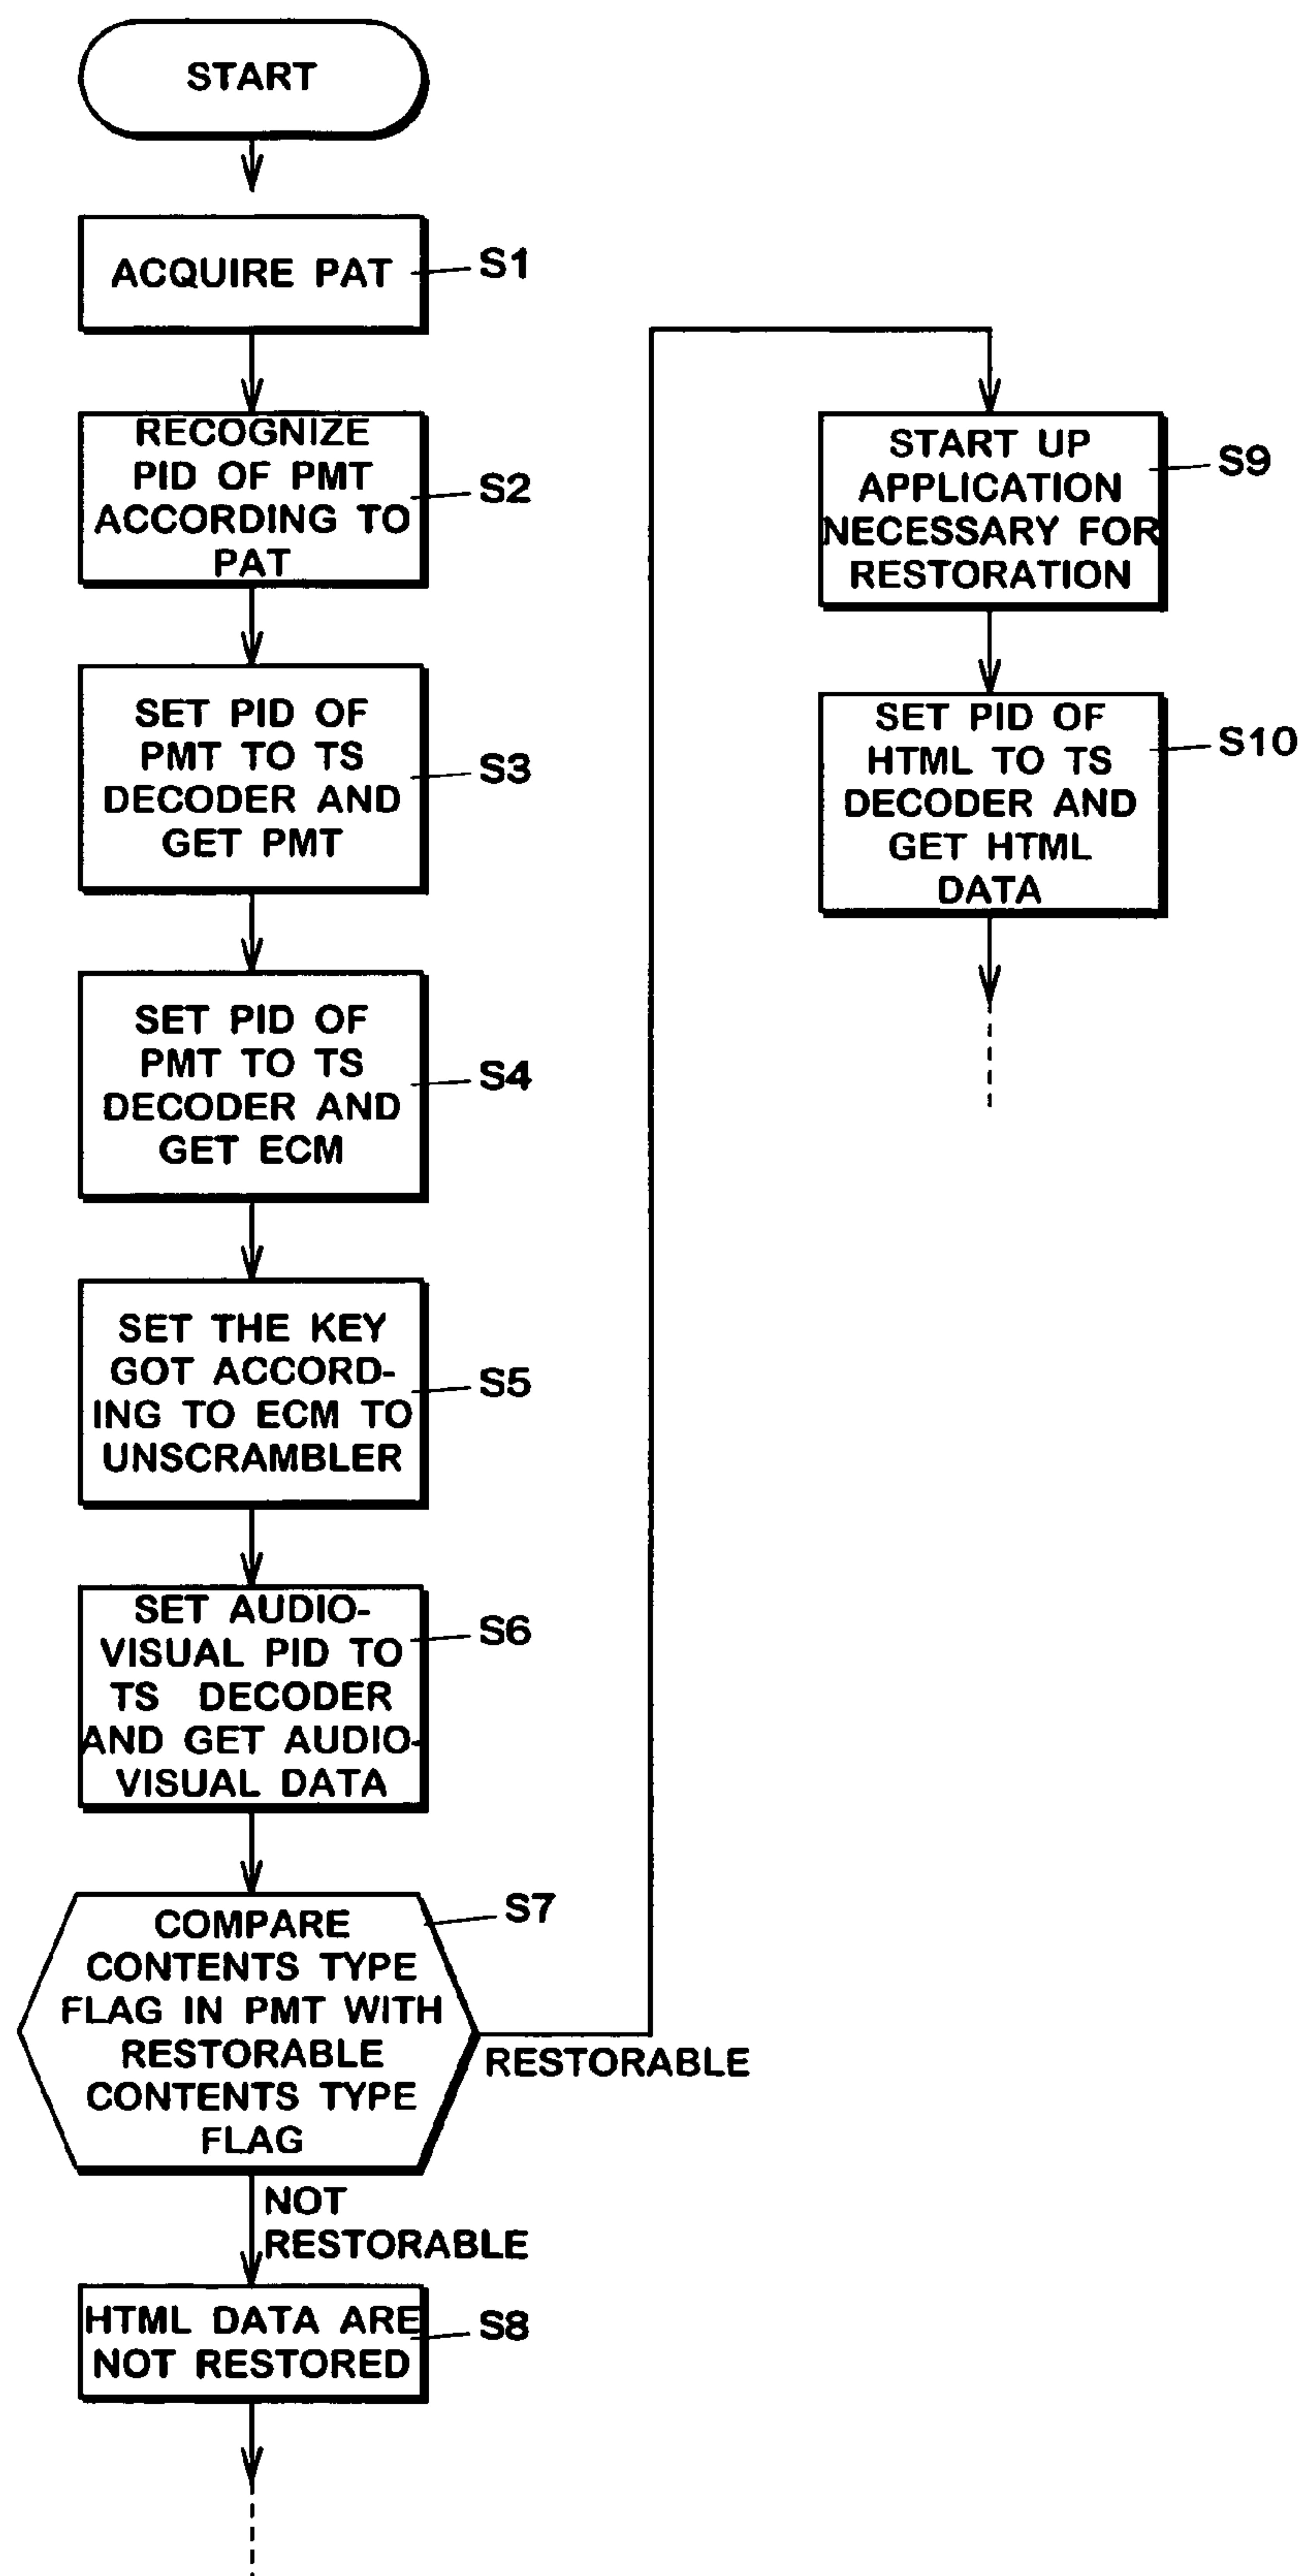 START
ACQUIRE PAT
S1
RECOGNIZE
PID OF PMT
ACCORDING TO
PAT
S2
SET PID OF
PMT TO TS
DECODER AND
GET PMT
S3
SET PID OF
PMT TO TS
DECODER AND
GET ECM
S4
SET THE KEY
GOT ACCORD-
ING TO ECM TO
UNSCRAMBLER
S5
SET AUDIO-
VISUAL PID TO
TS DECODER
AND GET AUDIO-
VISUAL DATA
S6
COMPARE
CONTENTS TYPE
FLAG IN PMT WITH
RESTORABLE
CONTENTS TYPE
FLAG
S7
RESTORABLE
NOT
RESTORABLE
HTML DATA ARE
NOT RESTORED
S8
START UP
APPLICATION
NECESSARY FOR
RESTORATION
S9
SET PID OF
HTML TO TS
DECODER AND
GET HTML
DATA
S10